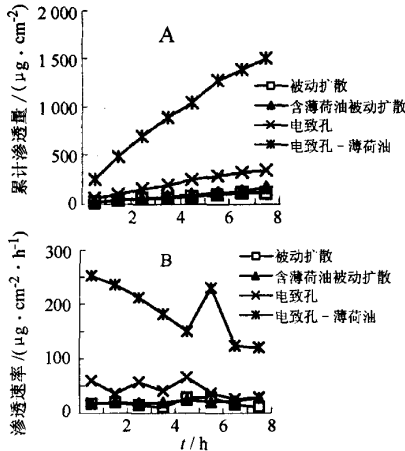 A
累计渗透量/(μg·cm-2)
2 000
1 500
1 000
500
0
0 2 4 6 8
被动扩散
含薄荷油被动扩散
电致孔
电致孔-薄荷油
B
渗透速率/(μg·cm-2·h-1)
300
250
200
100
50
0
0 2 4 6 8
t/h
被动扩散
含薄荷油被动扩散
电致孔
电致孔-薄荷油